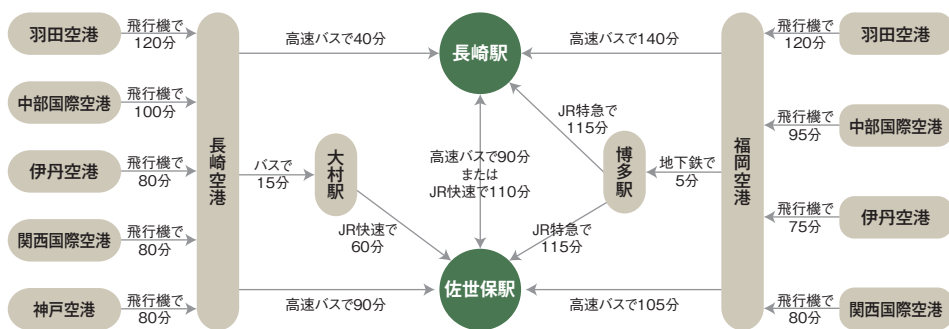 羽田空港
飛行機で
120分
中部国際空港
飛行機で
100分
伊丹空港
飛行機で
80分
関西国際空港
飛行機で
80分
神戸空港
飛行機で
80分
長崎空港
高速バスで40分
バスで
15分
大村駅
JR快速で
60分
高速バスで90分
長崎駅
高速バスで90分
または
JR快速で110分
佐世保駅
高速バスで140分
JR特急で
115分
博多駅
地下鉄で
5分
JR特急で
115分
高速バスで105分
福岡空港
飛行機で
120分
羽田空港
飛行機で
95分
中部国際空港
飛行機で
75分
伊丹空港
飛行機で
80分
関西国際空港